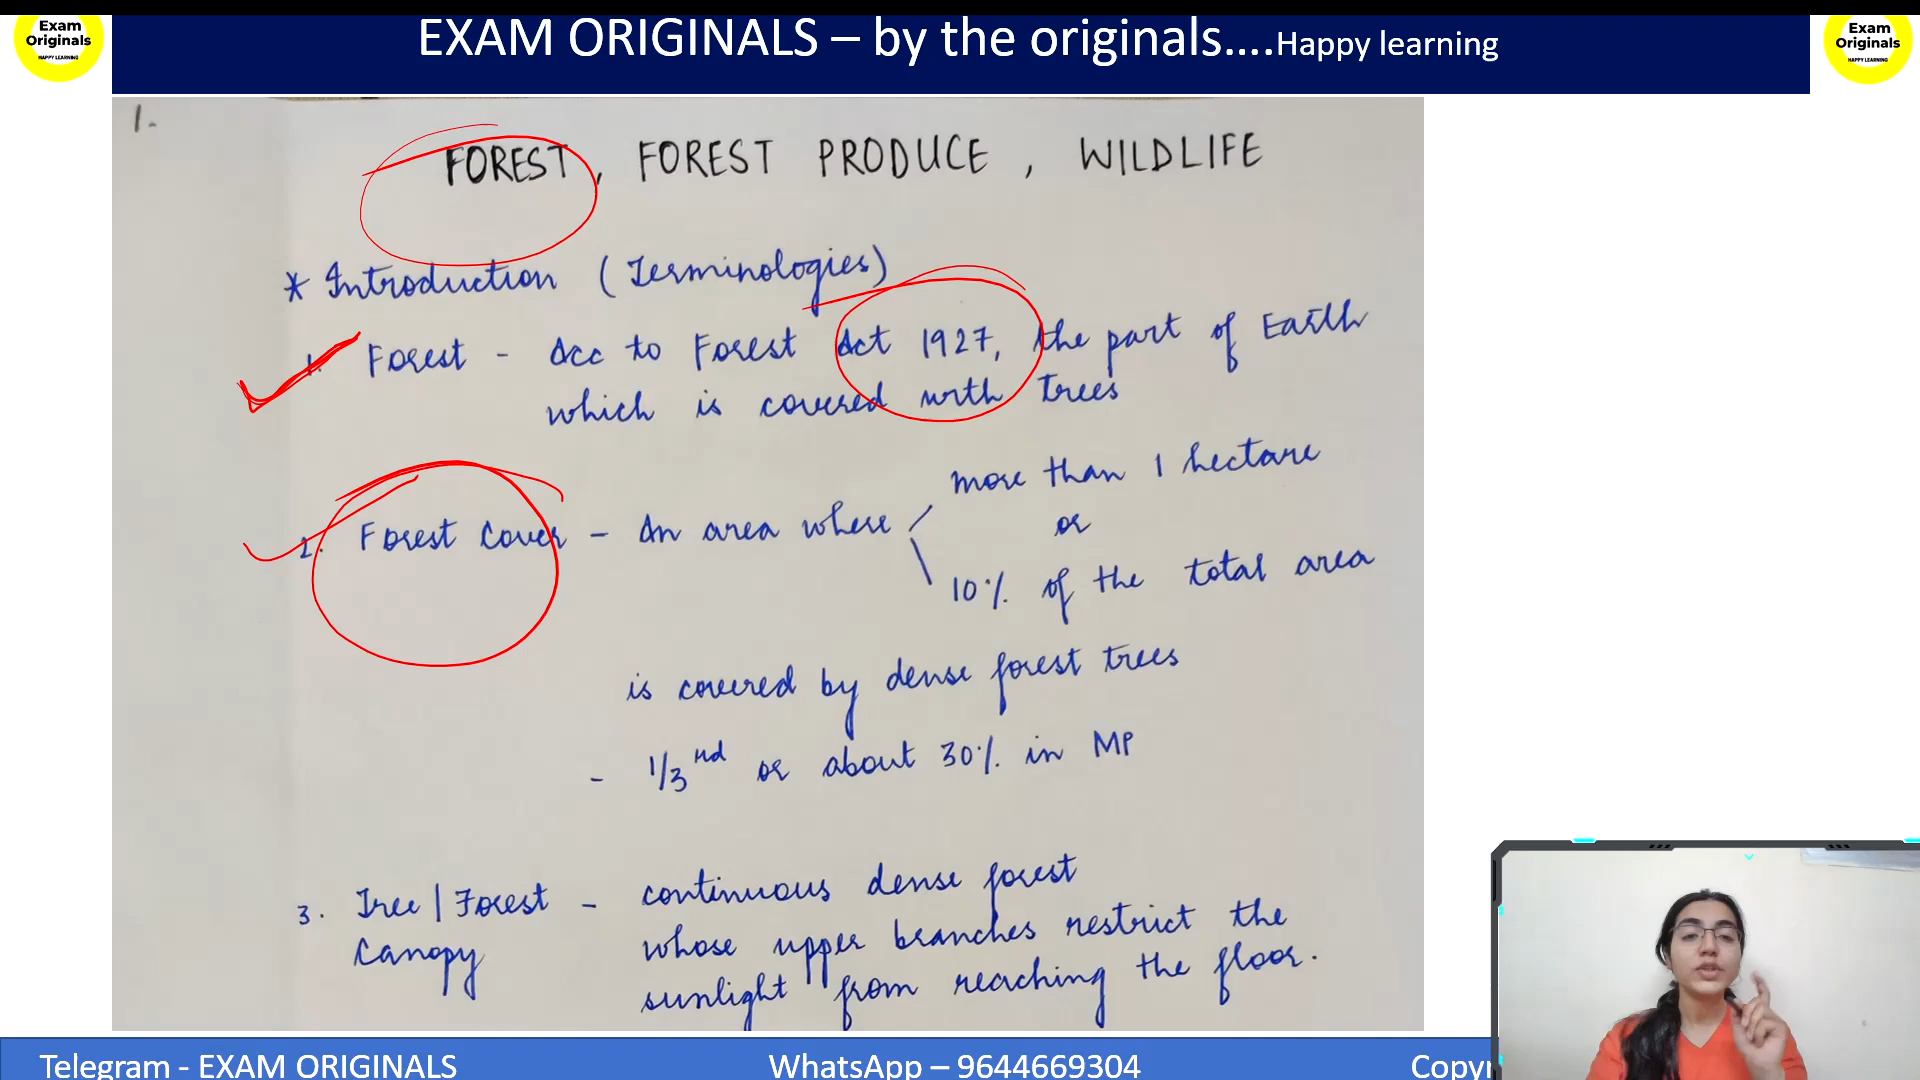 Exam
Originals
HAPPY LEARNING
EXAM ORIGINALS – by the originals....Happy learning
Exam
Originals
HAPPY LEARNING
1.
FOREST, FOREST PRODUCE, WILDLIFE
* Introduction (Terminologies)
1. Forest - Acc to Forest Act 1927, the part of Earth
which is covered with trees
more than 1 hectare
2. Forest Cover - An area where
or
10% of the total area
is covered by dense forest trees
- 1/3rd or about 30% in MP
3. Tree | Forest - continuous dense forest
Canopy whose upper branches restrict the
sunlight from reaching the floor.
Telegram - EXAM ORIGINALS WhatsApp – 9644669304